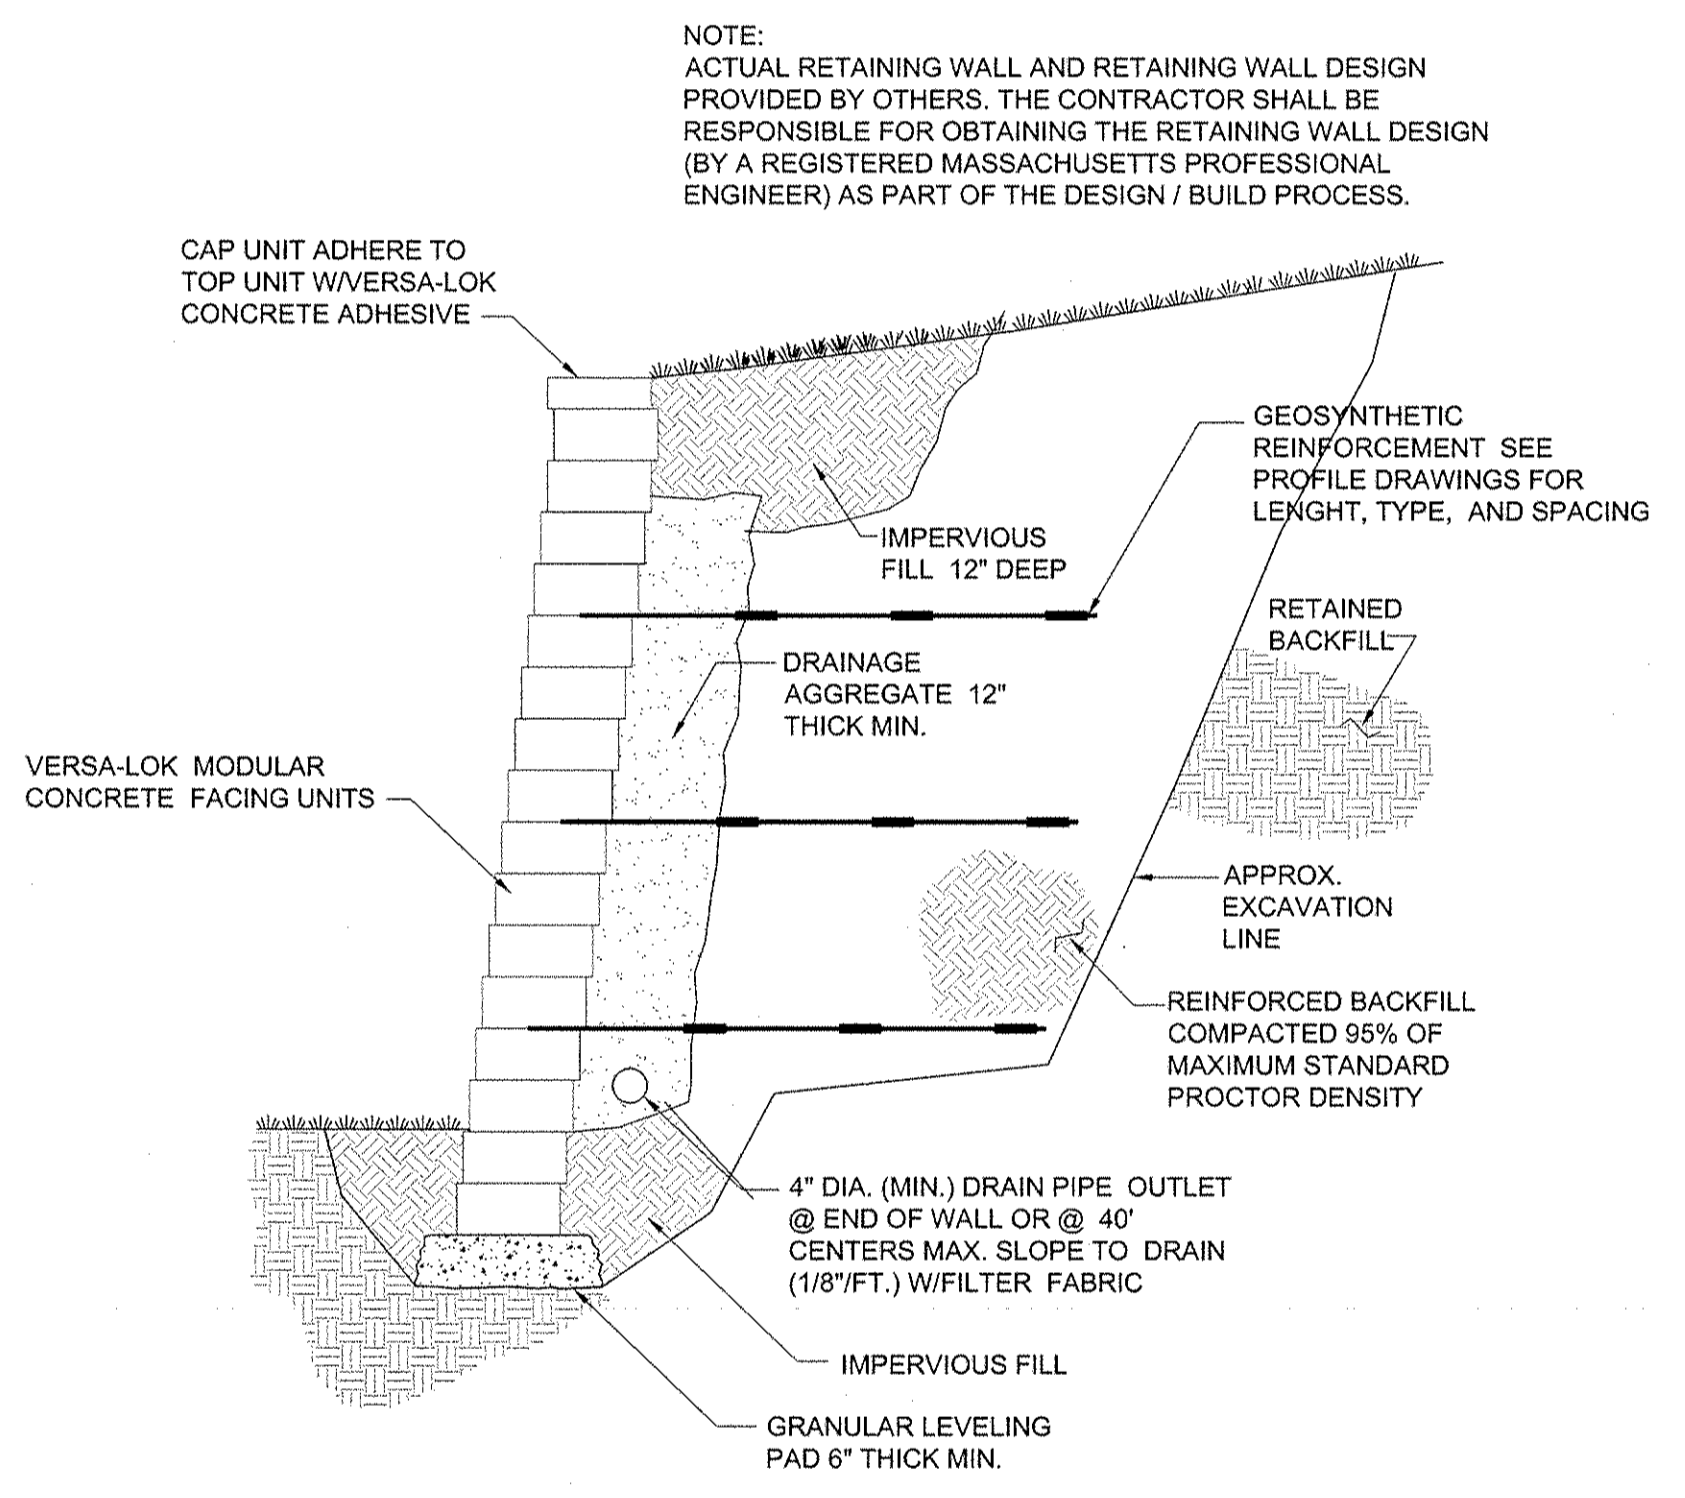 NOTE:
ACTUAL RETAINING WALL AND RETAINING WALL DESIGN
PROVIDED BY OTHERS. THE CONTRACTOR SHALL BE
RESPONSIBLE FOR OBTAINING THE RETAINING WALL DESIGN
(BY A REGISTERED MASSACHUSETTS PROFESSIONAL
ENGINEER) AS PART OF THE DESIGN / BUILD PROCESS.
CAP UNIT ADHERE TO
TOP UNIT W/VERSA-LOK
CONCRETE ADHESIVE
GEOSYNTHETIC
REINFORCEMENT SEE
PROFILE DRAWINGS FOR
LENGHT, TYPE, AND SPACING
IMPERVIOUS
FILL 12" DEEP
RETAINED
BACKFILL
DRAINAGE
AGGREGATE 12"
THICK MIN.
VERSA-LOK MODULAR
CONCRETE FACING UNITS
APPROX.
EXCAVATION
LINE
REINFORCED BACKFILL
COMPACTED 95% OF
MAXIMUM STANDARD
PROCTOR DENSITY
4" DIA. (MIN.) DRAIN PIPE OUTLET
@ END OF WALL OR @ 40'
CENTERS MAX. SLOPE TO DRAIN
(1/8"/FT.) W/FILTER FABRIC
IMPERVIOUS FILL
GRANULAR LEVELING
PAD 6" THICK MIN.